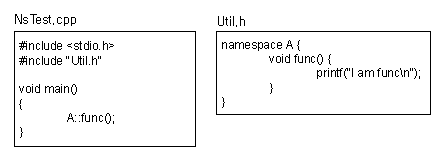 NsTest.cpp
#include <stdio.h>
#include "Util.h"
void main()
{
A::func();
}
Util.h
namespace A {
void func() {
printf("I am func\n");
}
}